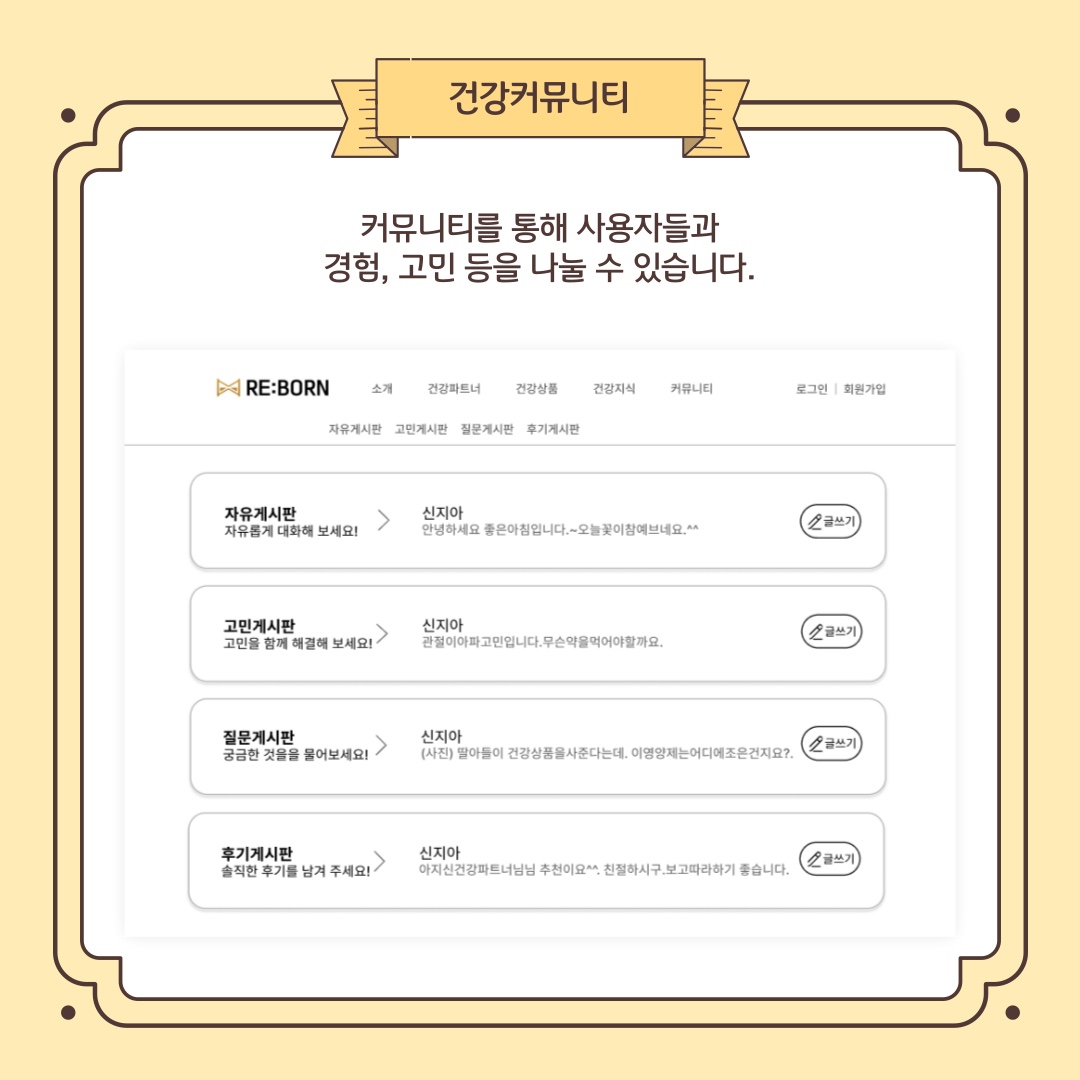 건강커뮤니티
커뮤니티를 통해 사용자들과
경험, 고민 등을 나눌 수 있습니다.
RE:BORN 소개 건강파트너 건강상품 건강지식 커뮤니티 로그인 | 회원가입
자유게시판 고민게시판 질문게시판 후기게시판
자유게시판
자유롭게 대화해 보세요!
신지아
안녕하세요 좋은아침입니다.~오늘꽃이참예브네요.^^
글쓰기
고민게시판
고민을 함께 해결해 보세요!
신지아
관절이아파고민입니다.무슨약을먹어야할까요.
글쓰기
질문게시판
궁금한 것을을 물어보세요!
신지아
(사진) 딸아들이 건강상품을사준다는데. 이영양제는어디에조은건지요?.
글쓰기
후기게시판
솔직한 후기를 남겨 주세요!
신지아
아지신건강파트너님님 추천이요^^. 친절하시구.보고따라하기 좋습니다.
글쓰기